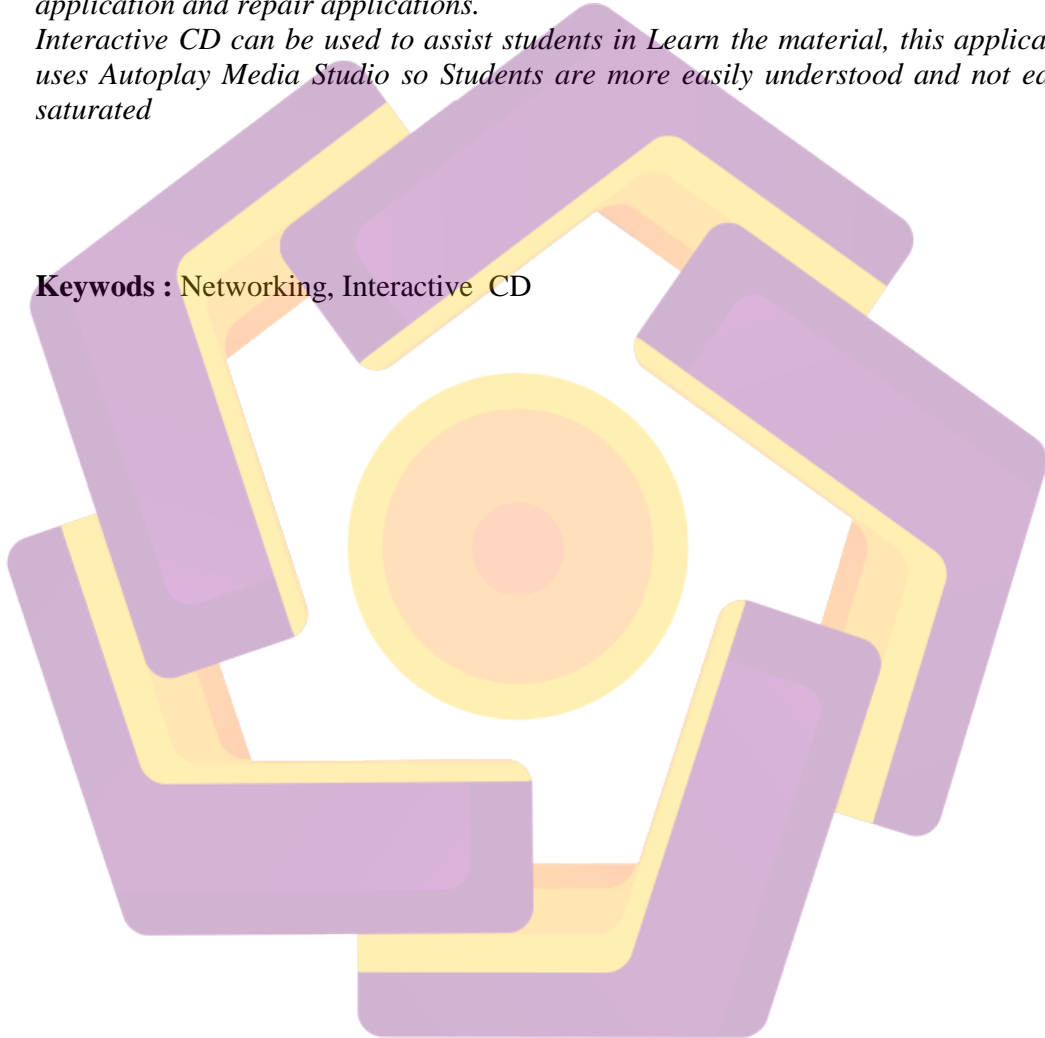 application and repair applications.
Interactive CD can be used to assist students in Learn the material, this applica
uses Autoplay Media Studio so Students are more easily understood and not ea
saturated
Keywods : Networking, Interactive CD